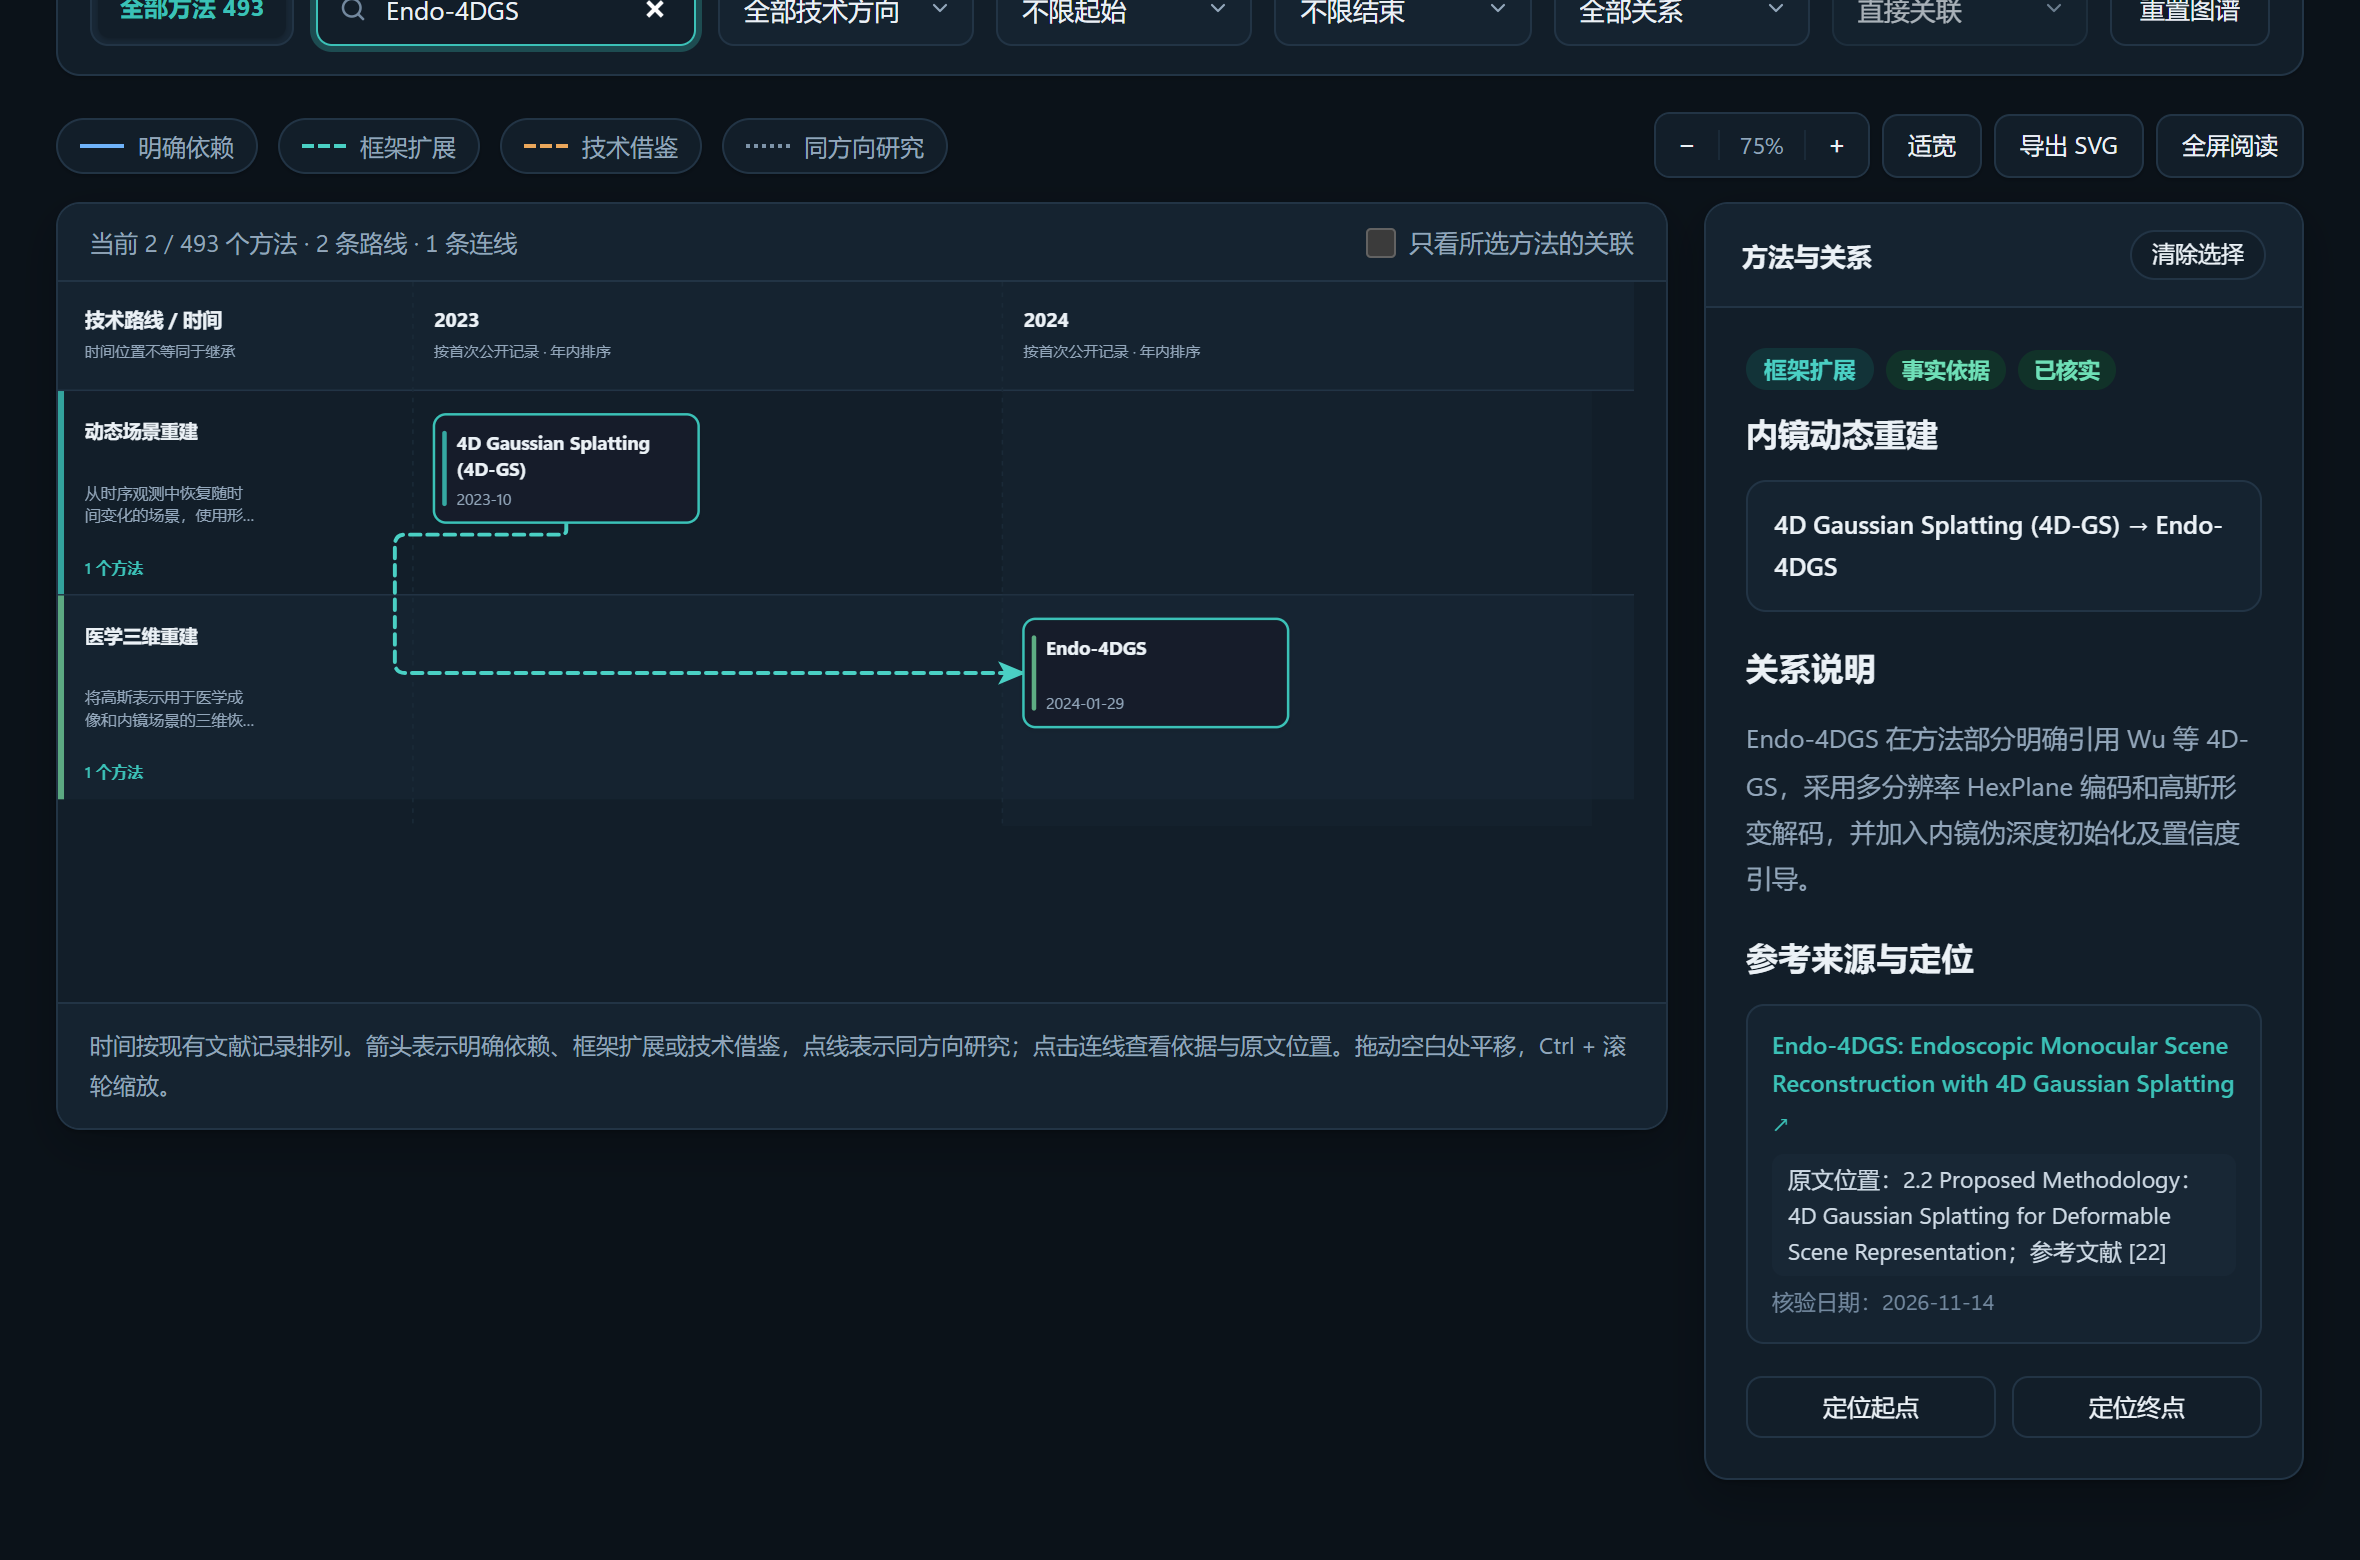 全部方法 493
Endo-4DGS
全部技术方向
不限起始
不限结束
全部关系
直接关联
重置图谱
明确依赖
框架扩展
技术借鉴
同方向研究
− 75% +
适宽
导出 SVG
全屏阅读
当前 2 / 493 个方法 · 2 条路线 · 1 条连线
只看所选方法的关联
技术路线 / 时间
时间位置不等同于继承
2023
按首次公开记录 · 年内排序
2024
按首次公开记录 · 年内排序
动态场景重建
从时序观测中恢复随时
间变化的场景，使用形...
1 个方法
4D Gaussian Splatting
(4D-GS)
2023-10
医学三维重建
将高斯表示用于医学成
像和内镜场景的三维恢...
1 个方法
Endo-4DGS
2024-01-29
时间按现有文献记录排列。箭头表示明确依赖、框架扩展或技术借鉴，点线表示同方向研究；点击连线查看依据与原文位置。拖动空白处平移，Ctrl + 滚
轮缩放。
方法与关系
清除选择
框架扩展
事实依据
已核实
内镜动态重建
4D Gaussian Splatting (4D-GS) → Endo-
4DGS
关系说明
Endo-4DGS 在方法部分明确引用 Wu 等 4D-
GS，采用多分辨率 HexPlane 编码和高斯形
变解码，并加入内镜伪深度初始化及置信度
引导。
参考来源与定位
Endo-4DGS: Endoscopic Monocular Scene
Reconstruction with 4D Gaussian Splatting
↗
原文位置：2.2 Proposed Methodology:
4D Gaussian Splatting for Deformable
Scene Representation；参考文献 [22]
核验日期：2026-11-14
定位起点
定位终点